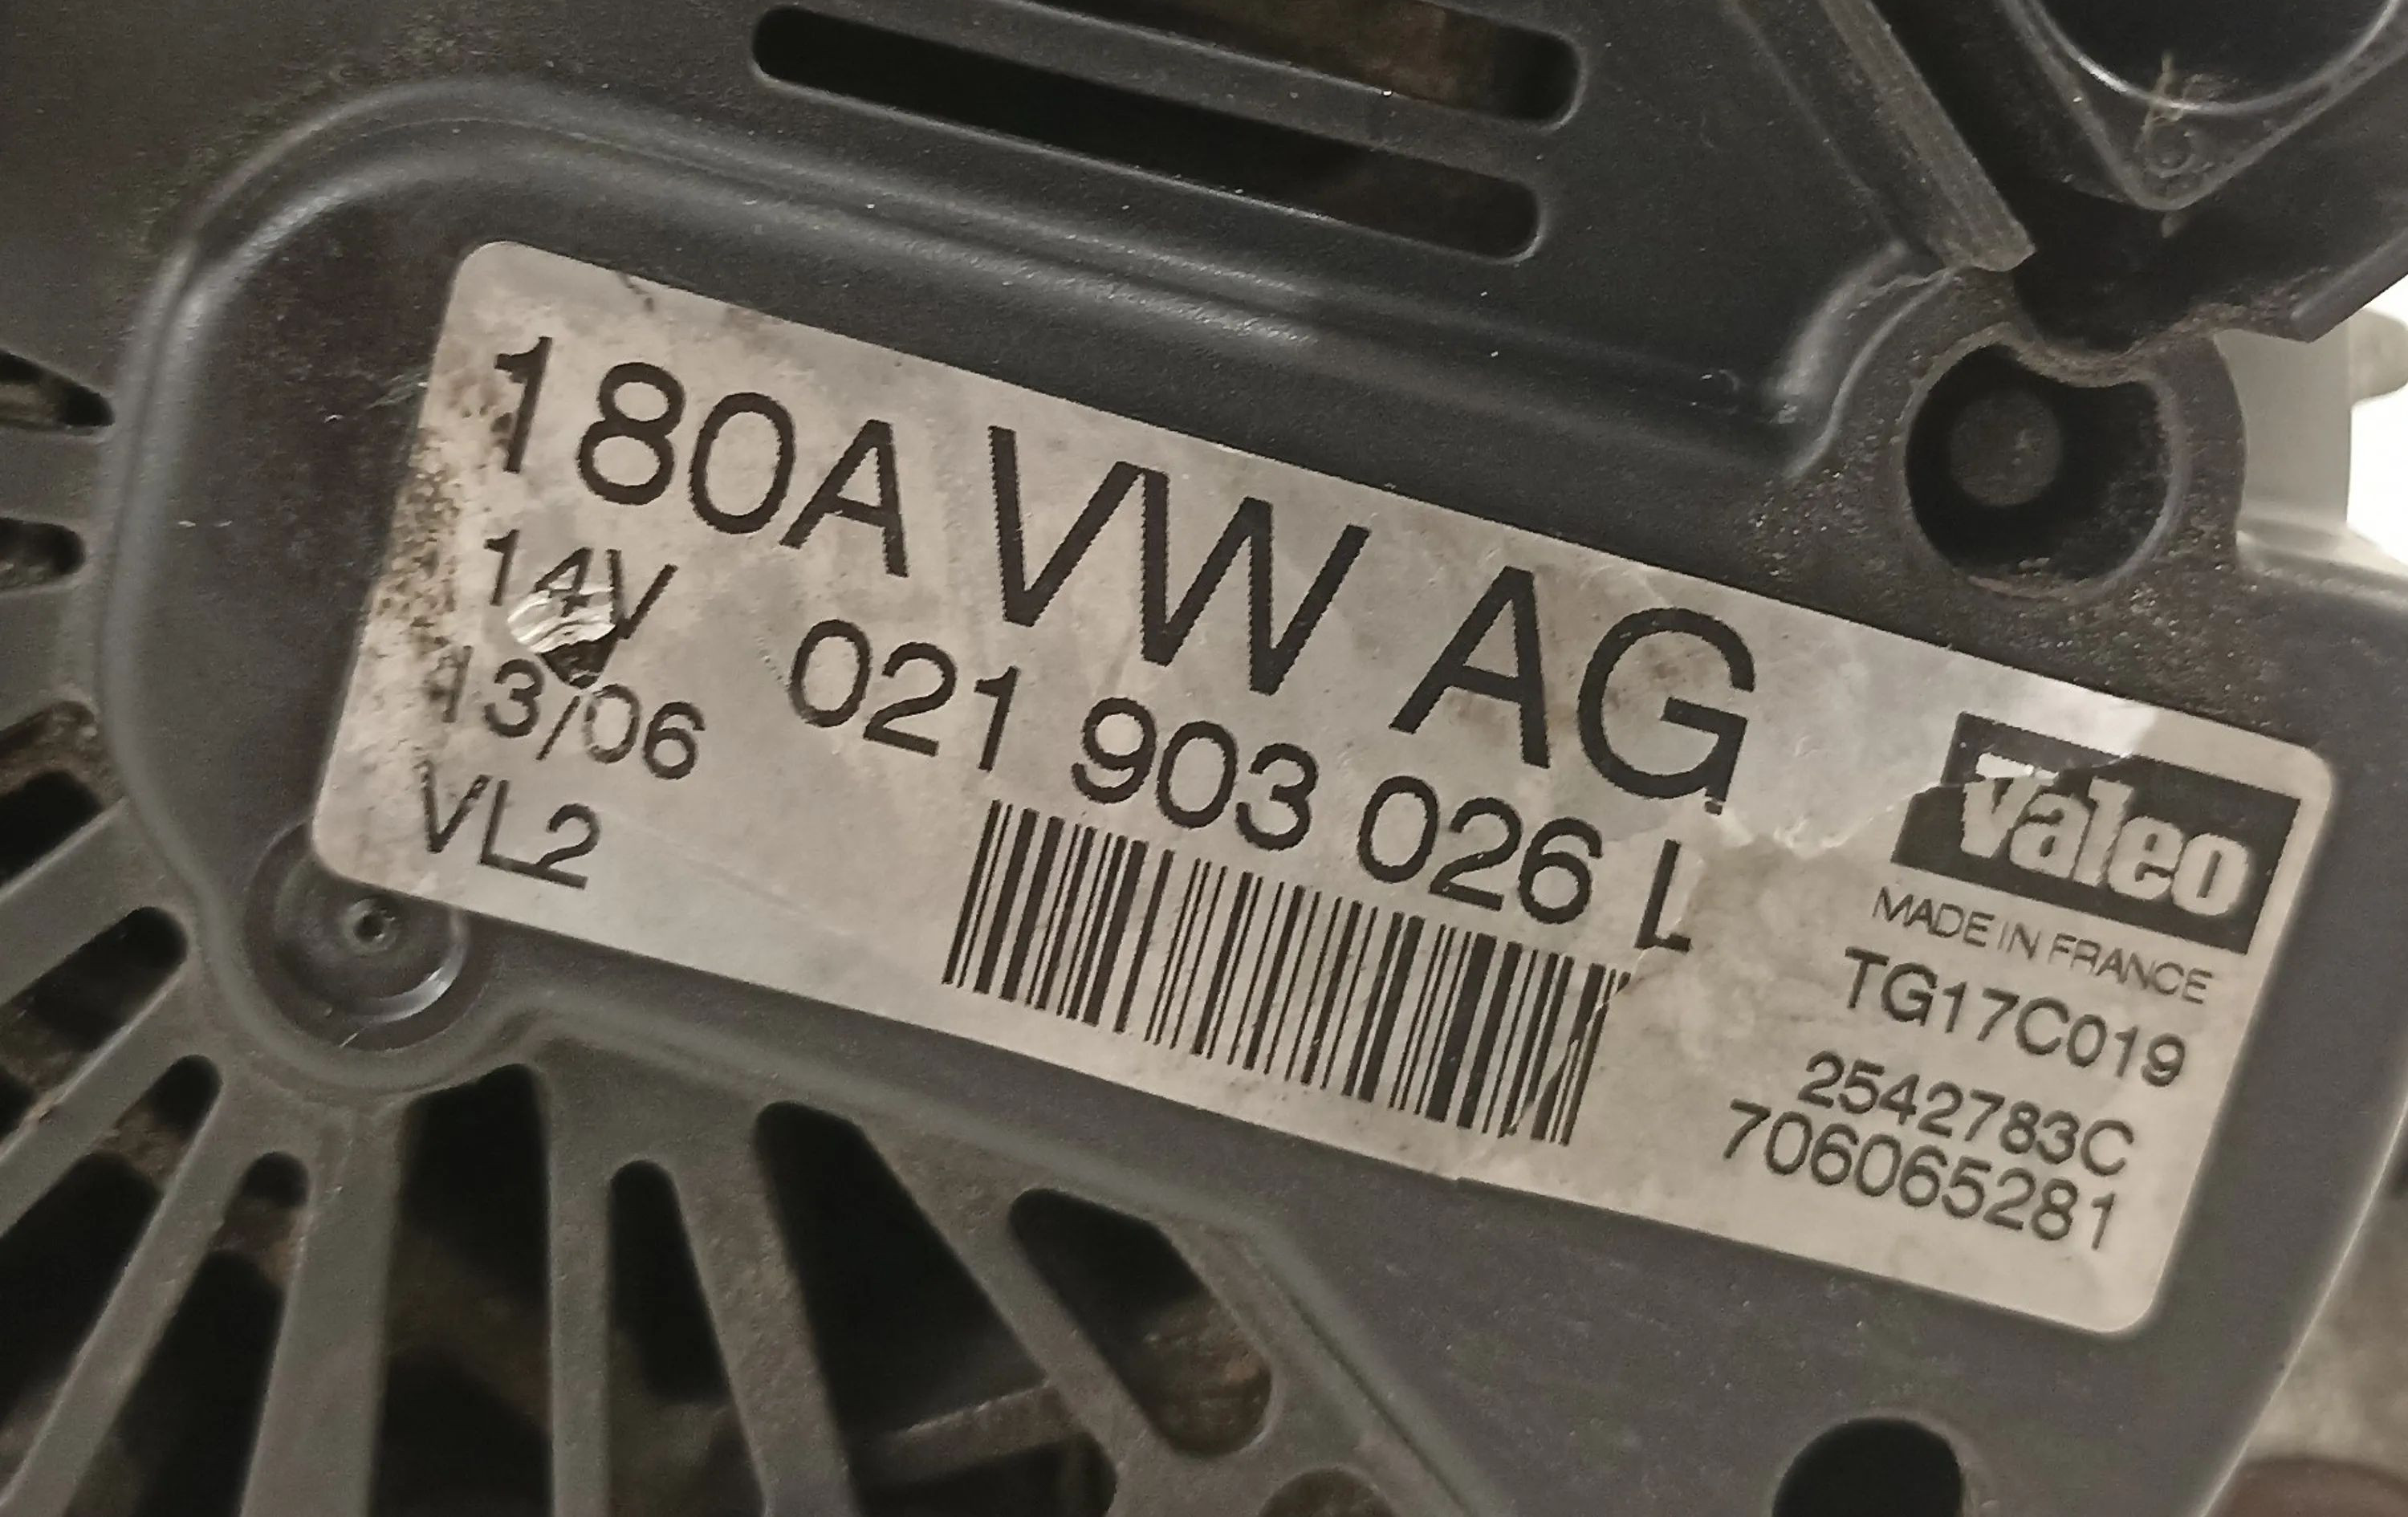 180A VW AG
14V
021 903 026 L
13/06
VL2
Valeo
MADE IN FRANCE
TG17C019
2542783C
706065281